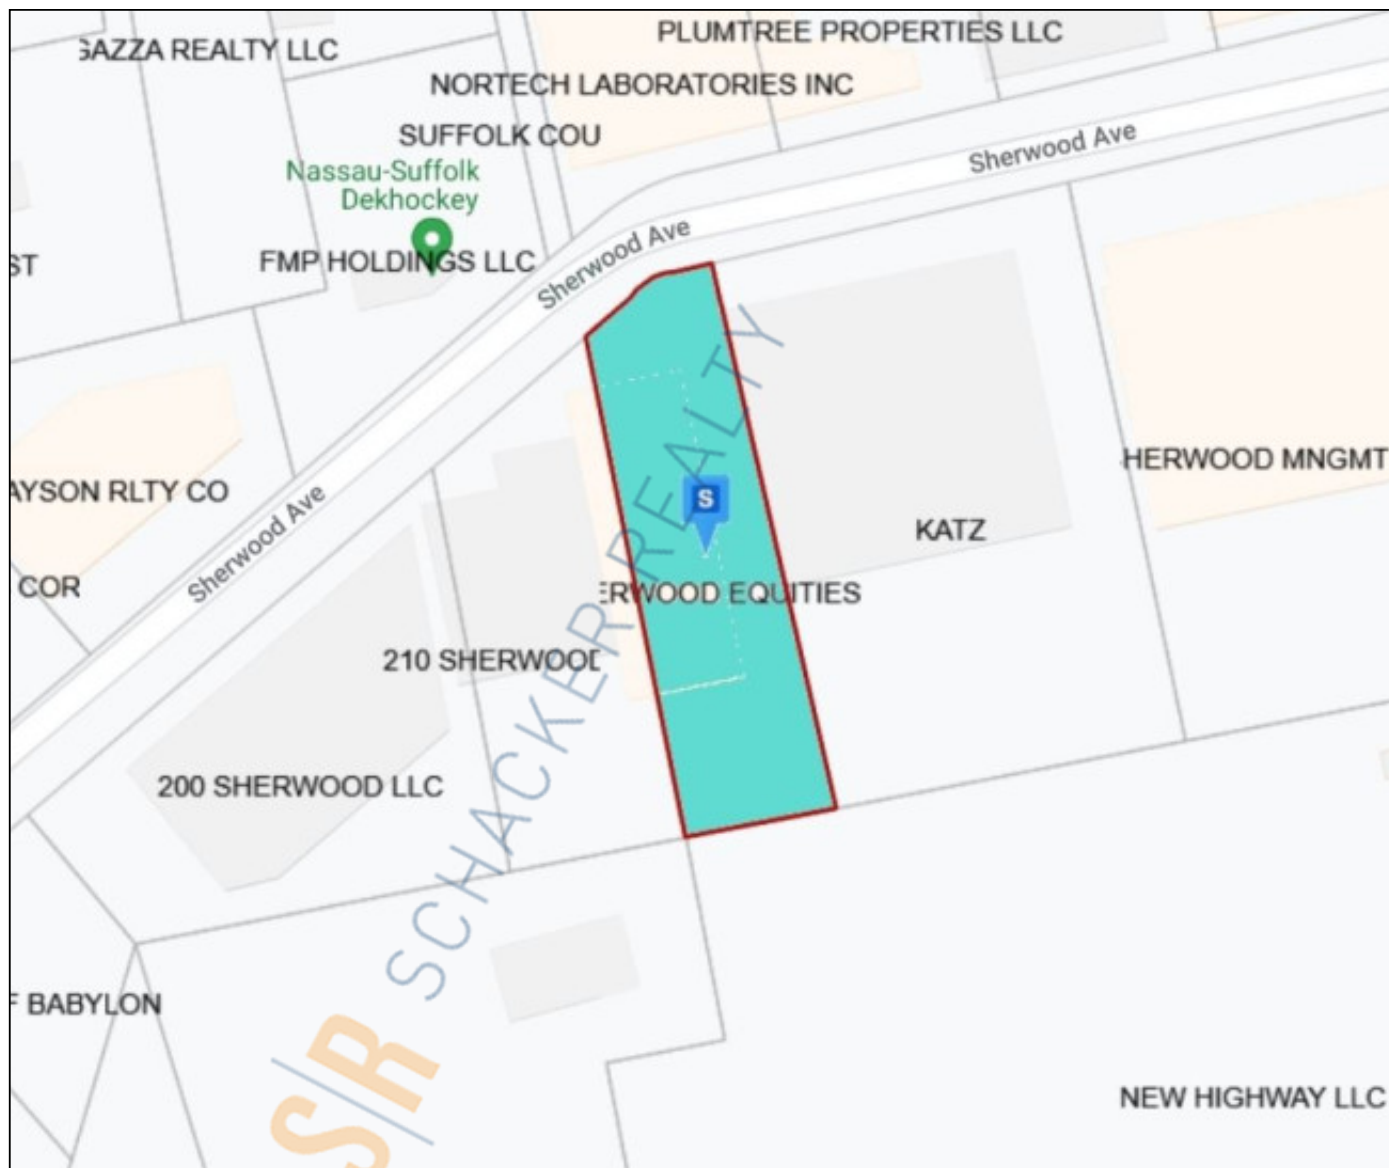 PLUMTREE PROPERTIES LLC
GAZZA REALTY LLC
NORTECH LABORATORIES INC
SUFFOLK COU
Sherwood Ave
Nassau-Suffolk
Dekhockey
ST
FMP HOLDINGS LLC
Sherwood Ave
HERWOOD MNGMT
AYSON RLTY CO
S
KATZ
Sherwood Ave
COR
ERWOOD EQUITIES
210 SHERWOOD
200 SHERWOOD LLC
F BABYLON
NEW HIGHWAY LLC
S|R SCHACKER REALTY